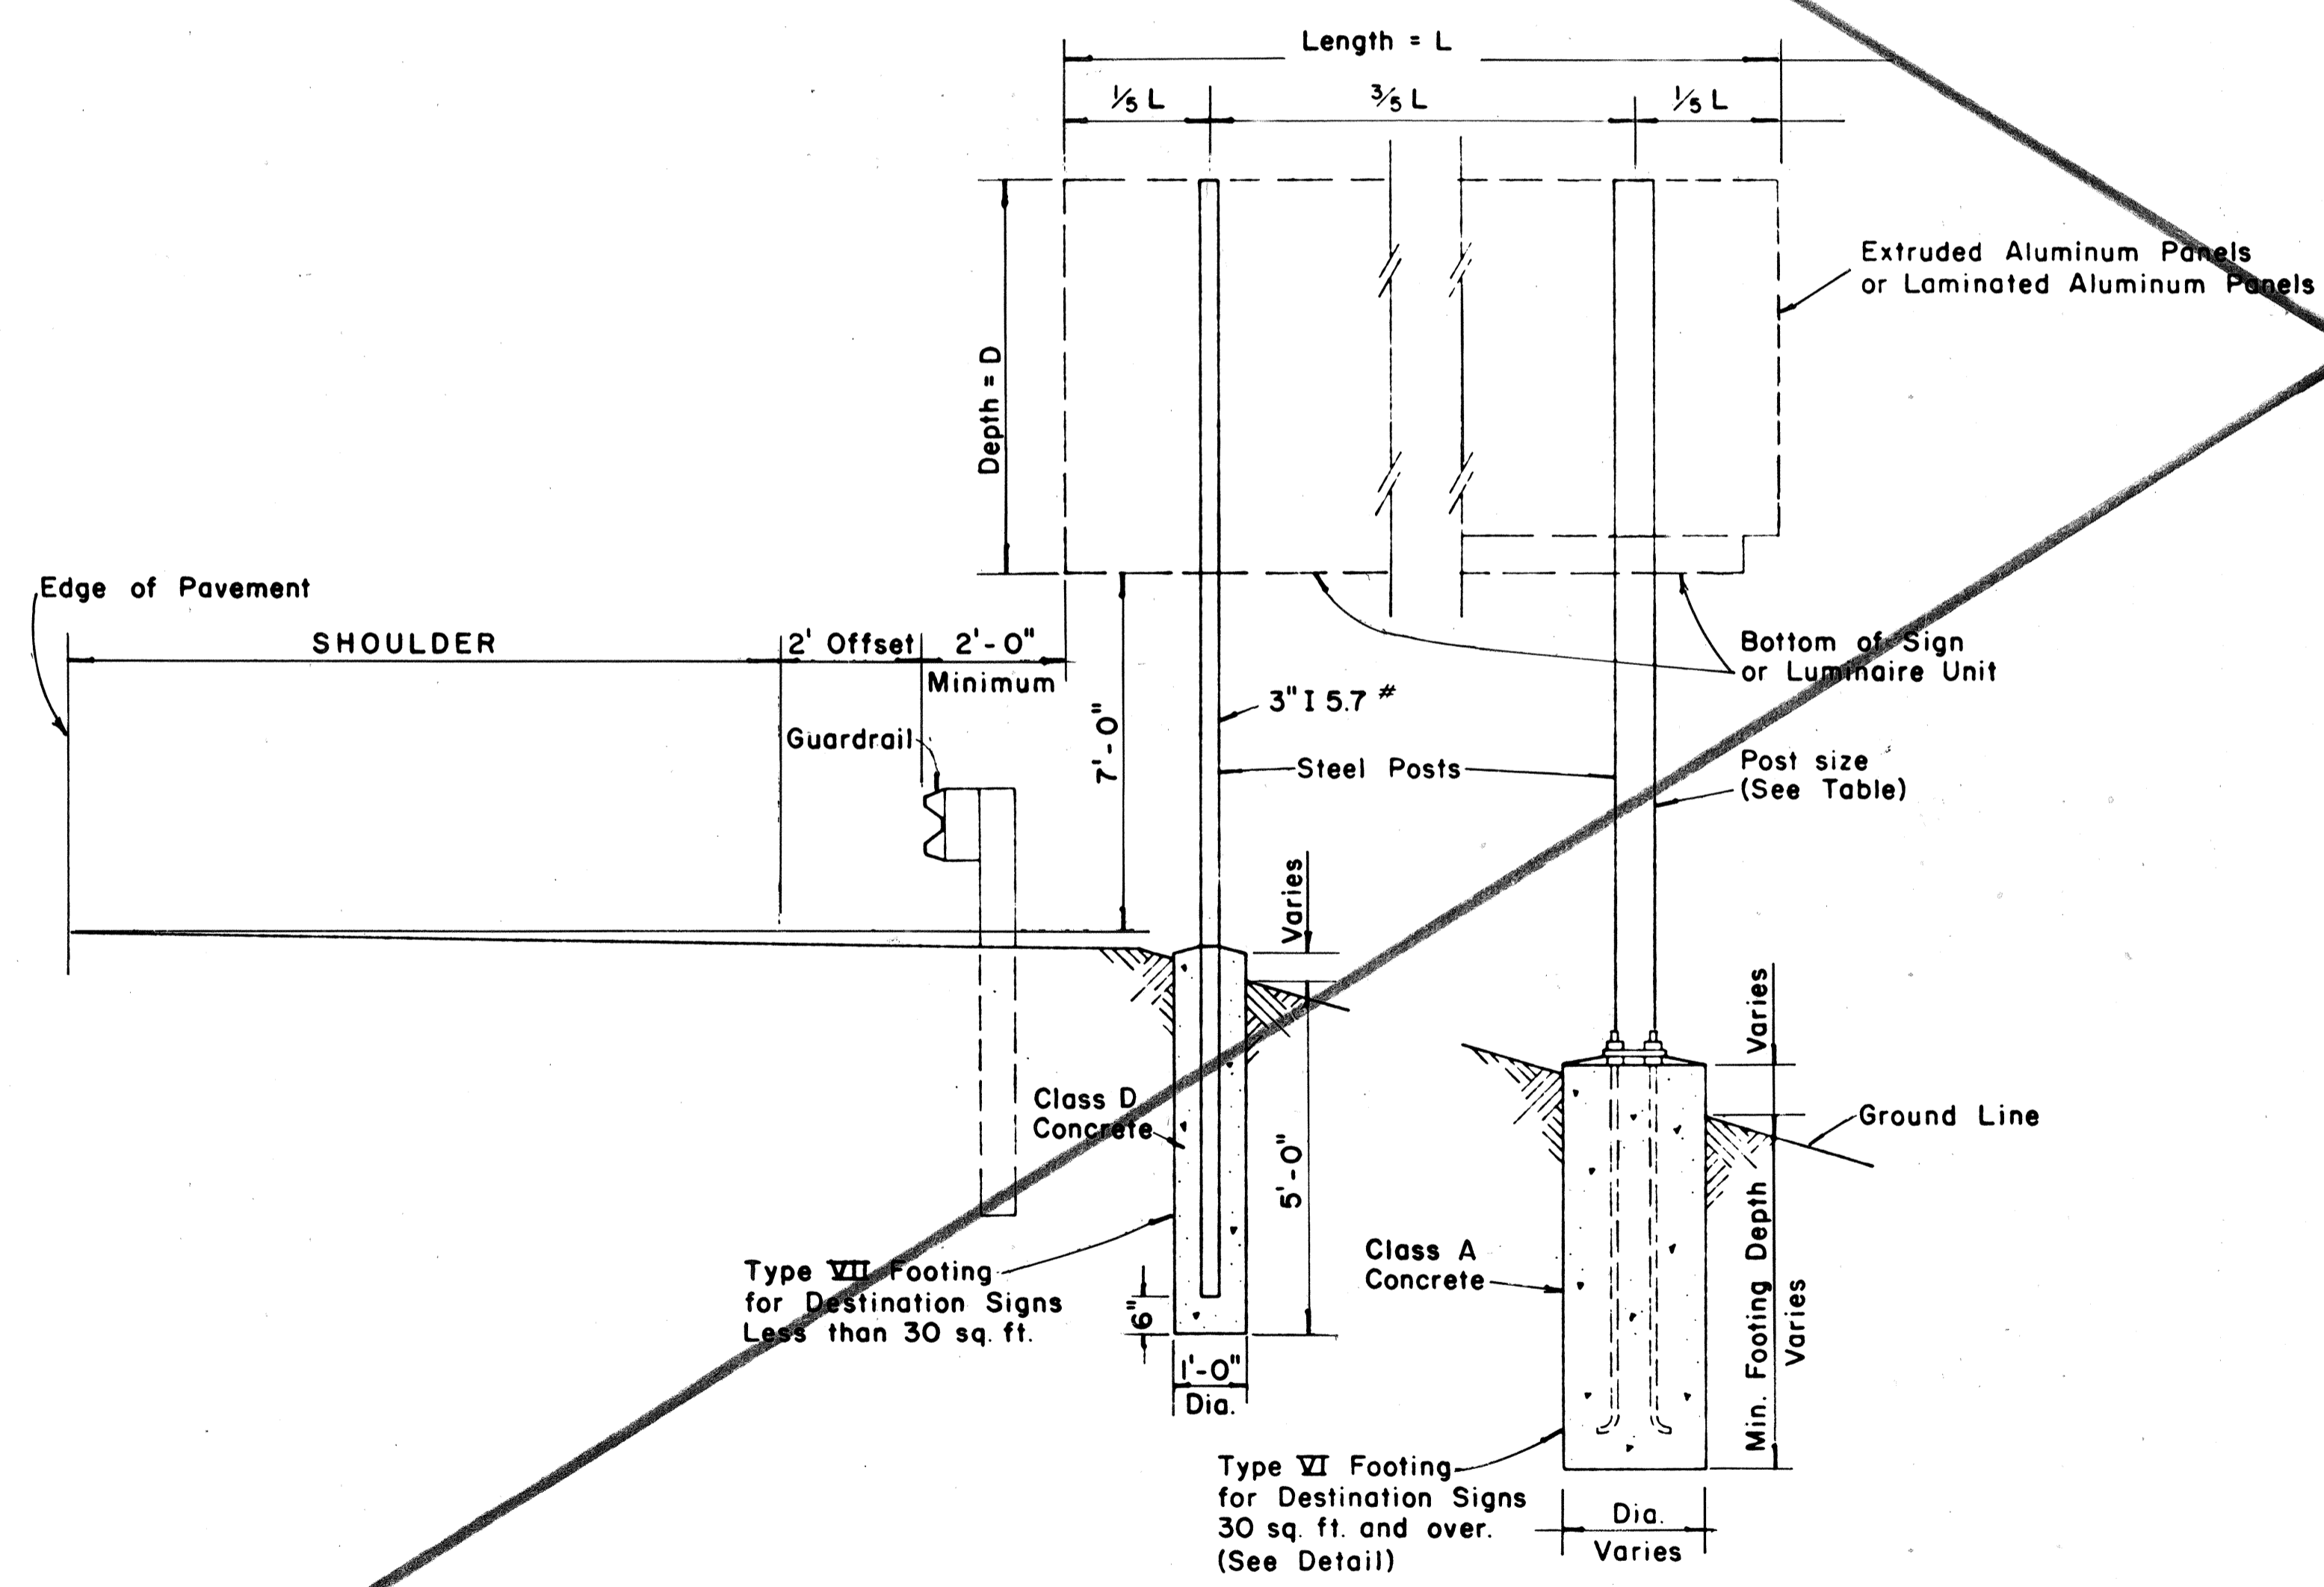 Length = L
1/5 L
3/5 L
1/5 L
Extruded Aluminum Panels
or Laminated Aluminum Panels
Depth = D
Edge of Pavement
SHOULDER
2' Offset
2'-0"
Minimum
Bottom of Sign
or Luminaire Unit
3" I 5.7 #
Guardrail
7'-0"
Steel Posts
Post size
(See Table)
Varies
Varies
Class D
Concrete
Ground Line
5'-0"
Class A
Concrete
Min. Footing Depth
Varies
Type VII Footing
for Destination Signs
Less than 30 sq. ft.
6"
1'-0"
Dia.
Type VI Footing
for Destination Signs
30 sq. ft. and over.
(See Detail)
Dia.
Varies